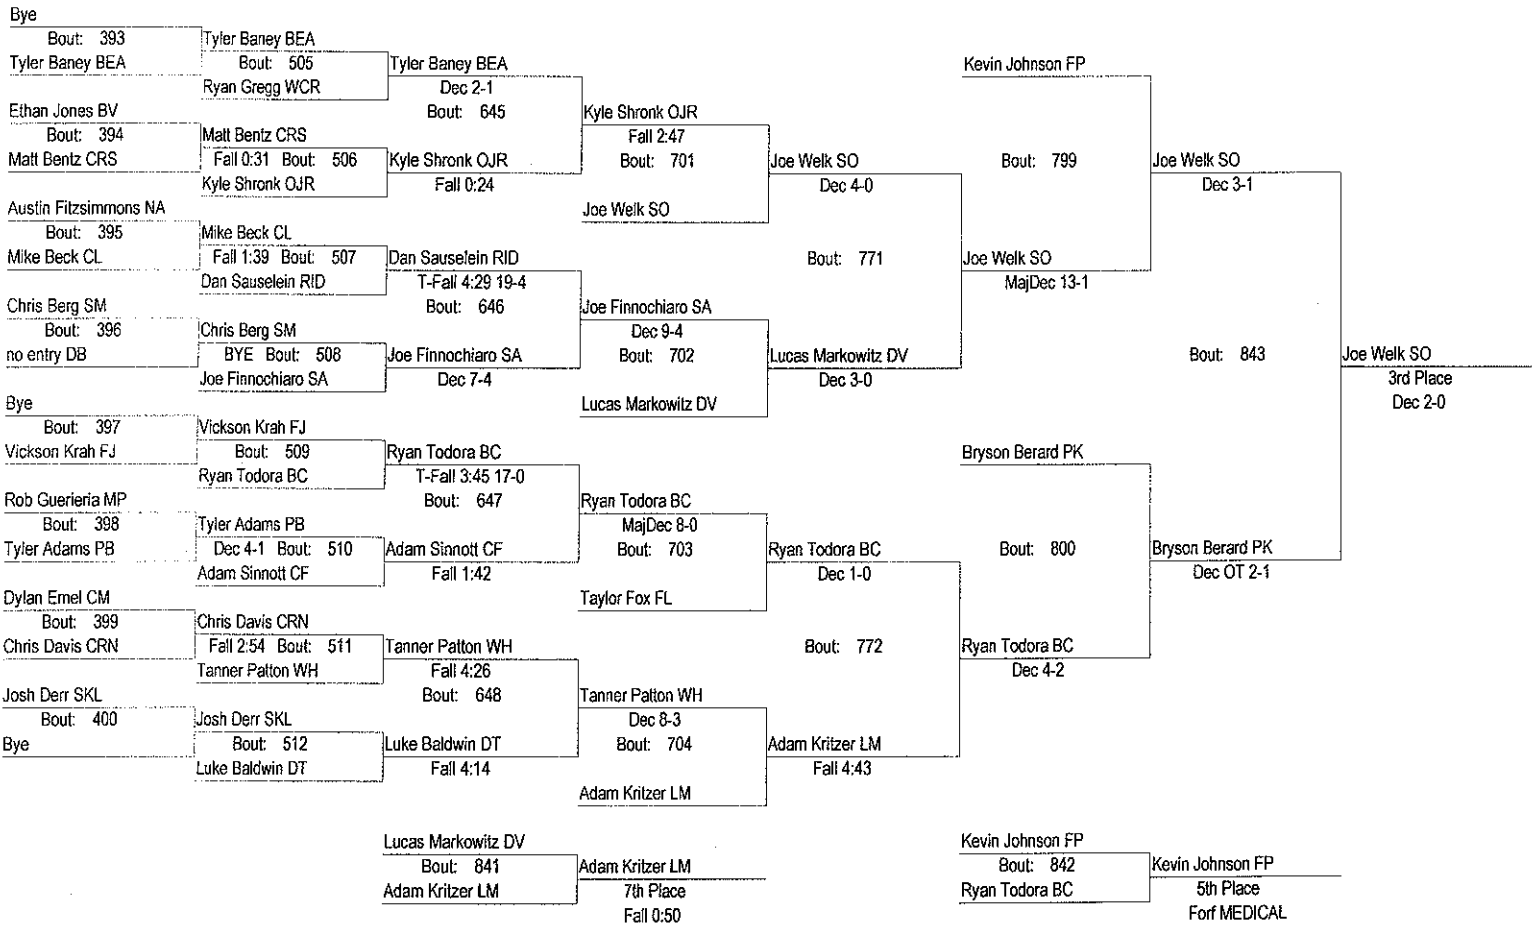 Bye
Bout: 393
Tyler Baney BEA
Tyler Baney BEA
Bout: 505
Ryan Gregg WCR
Tyler Baney BEA
Dec 2-1
Bout: 645
Ethan Jones BV
Bout: 394
Matt Bentz CRS
Matt Bentz CRS
Fall 0:31 Bout: 506
Kyle Shronk OJR
Kyle Shronk OJR
Fall 0:24
Kyle Shronk OJR
Fall 2:47
Bout: 701
Joe Welk SO
Joe Welk SO
Dec 4-0
Austin Fitzsimmons NA
Bout: 395
Mike Beck CL
Mike Beck CL
Fall 1:39 Bout: 507
Dan Sauselein RID
Dan Sauselein RID
T-Fall 4:29 19-4
Bout: 646
Chris Berg SM
Bout: 396
no entry DB
Chris Berg SM
BYE Bout: 508
Joe Finnochiaro SA
Joe Finnochiaro SA
Dec 7-4
Joe Finnochiaro SA
Dec 9-4
Bout: 702
Lucas Markowitz DV
Lucas Markowitz DV
Dec 3-0
Bout: 771
Joe Welk SO
MajDec 13-1
Kevin Johnson FP
Bout: 799
Joe Welk SO
Dec 3-1
Bye
Bout: 397
Vickson Krah FJ
Vickson Krah FJ
Bout: 509
Ryan Todora BC
Ryan Todora BC
T-Fall 3:45 17-0
Bout: 647
Rob Guerieria MP
Bout: 398
Tyler Adams PB
Tyler Adams PB
Dec 4-1 Bout: 510
Adam Sinnott CF
Adam Sinnott CF
Fall 1:42
Ryan Todora BC
MajDec 8-0
Bout: 703
Taylor Fox FL
Ryan Todora BC
Dec 1-0
Dylan Emel CM
Bout: 399
Chris Davis CRN
Chris Davis CRN
Fall 2:54 Bout: 511
Tanner Patton WH
Tanner Patton WH
Fall 4:26
Bout: 648
Josh Derr SKL
Bout: 400
Bye
Josh Derr SKL
Bout: 512
Luke Baldwin DT
Luke Baldwin DT
Fall 4:14
Tanner Patton WH
Dec 8-3
Bout: 704
Adam Kritzer LM
Adam Kritzer LM
Fall 4:43
Bout: 772
Ryan Todora BC
Dec 4-2
Bryson Berard PK
Bout: 800
Bryson Berard PK
Dec OT 2-1
Bout: 843
Joe Welk SO
3rd Place
Dec 2-0
Lucas Markowitz DV
Bout: 841
Adam Kritzer LM
Adam Kritzer LM
7th Place
Fall 0:50
Kevin Johnson FP
Bout: 842
Ryan Todora BC
Kevin Johnson FP
5th Place
Forf MEDICAL